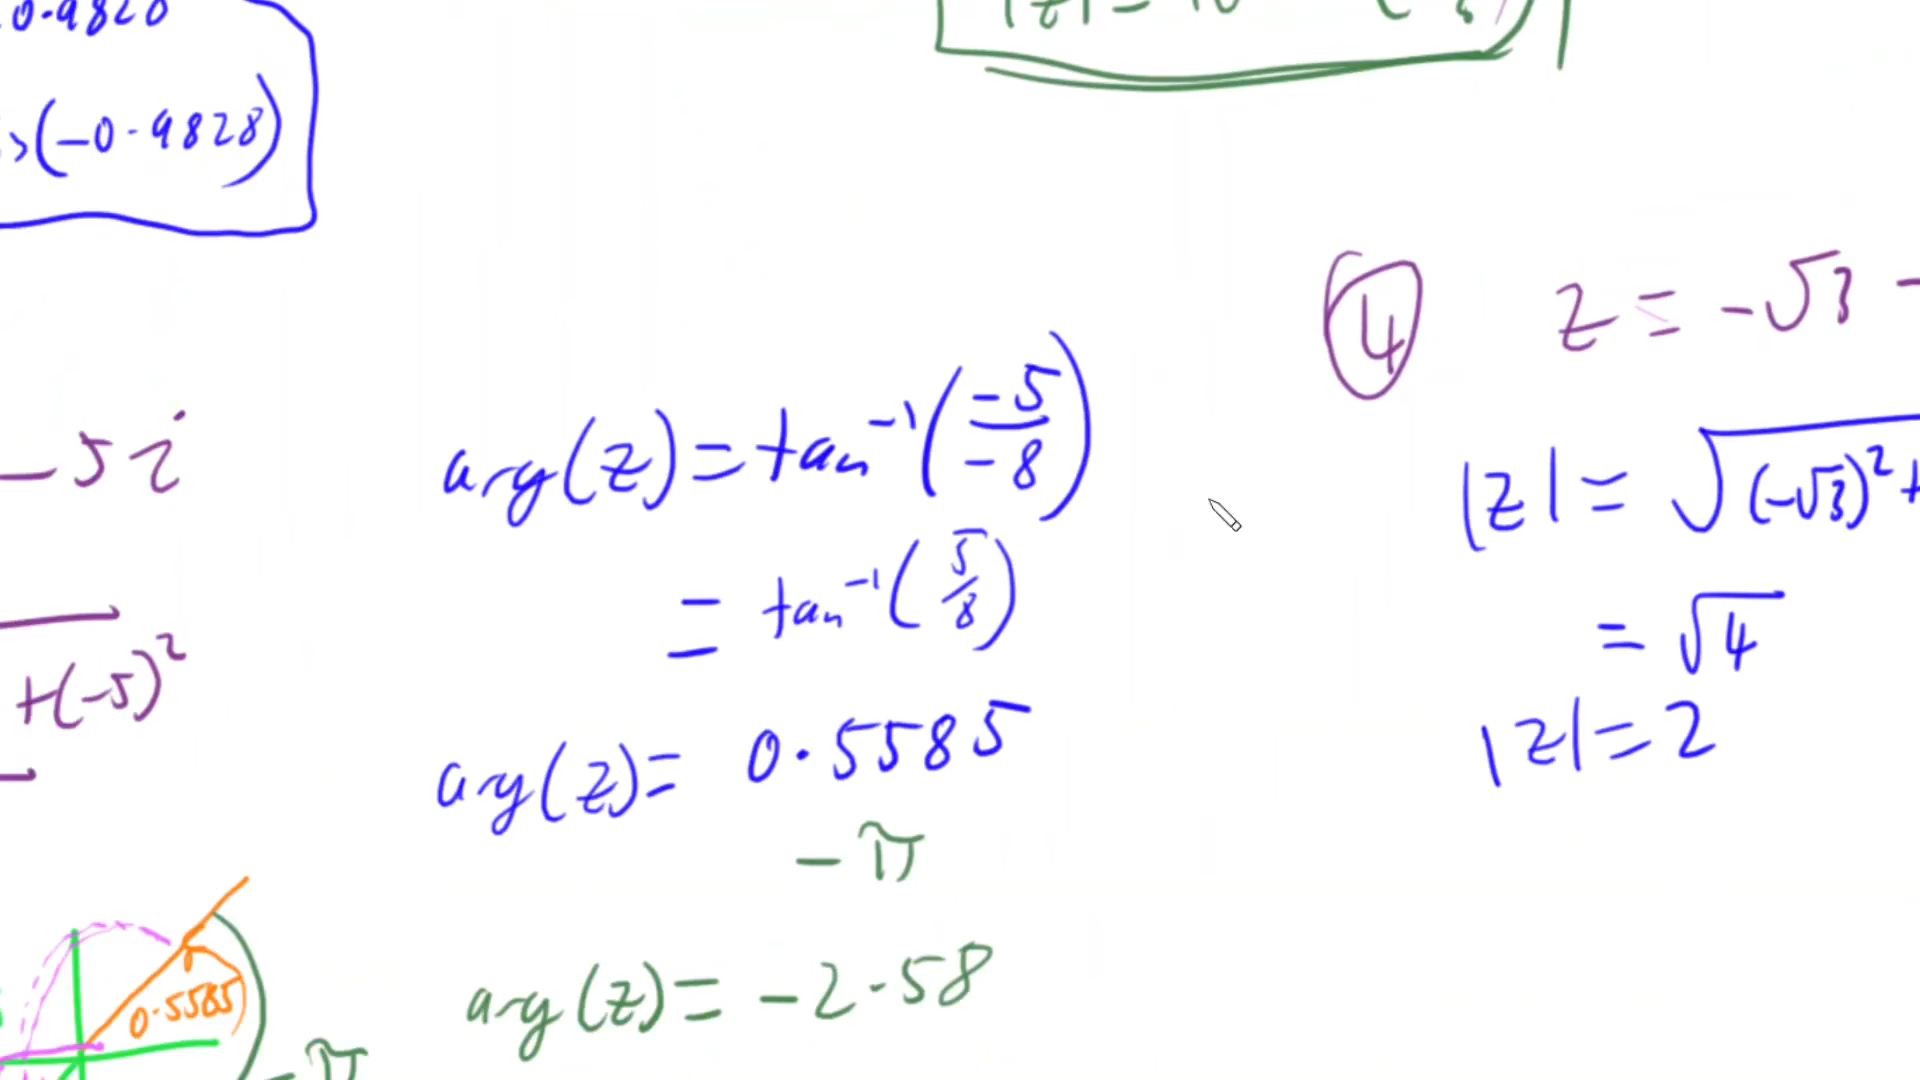 0.9828
s(-0.9828)
|z| =
- 5i
+(-5)²
arg(z) = tan⁻¹(-5/-8)
= tan⁻¹(5/8)
arg(z) = 0.5585
- π
arg(z) = -2.58
0.5585
- π
4 z = -√3 -
|z| = √(-√3)² +
= √4
|z| = 2